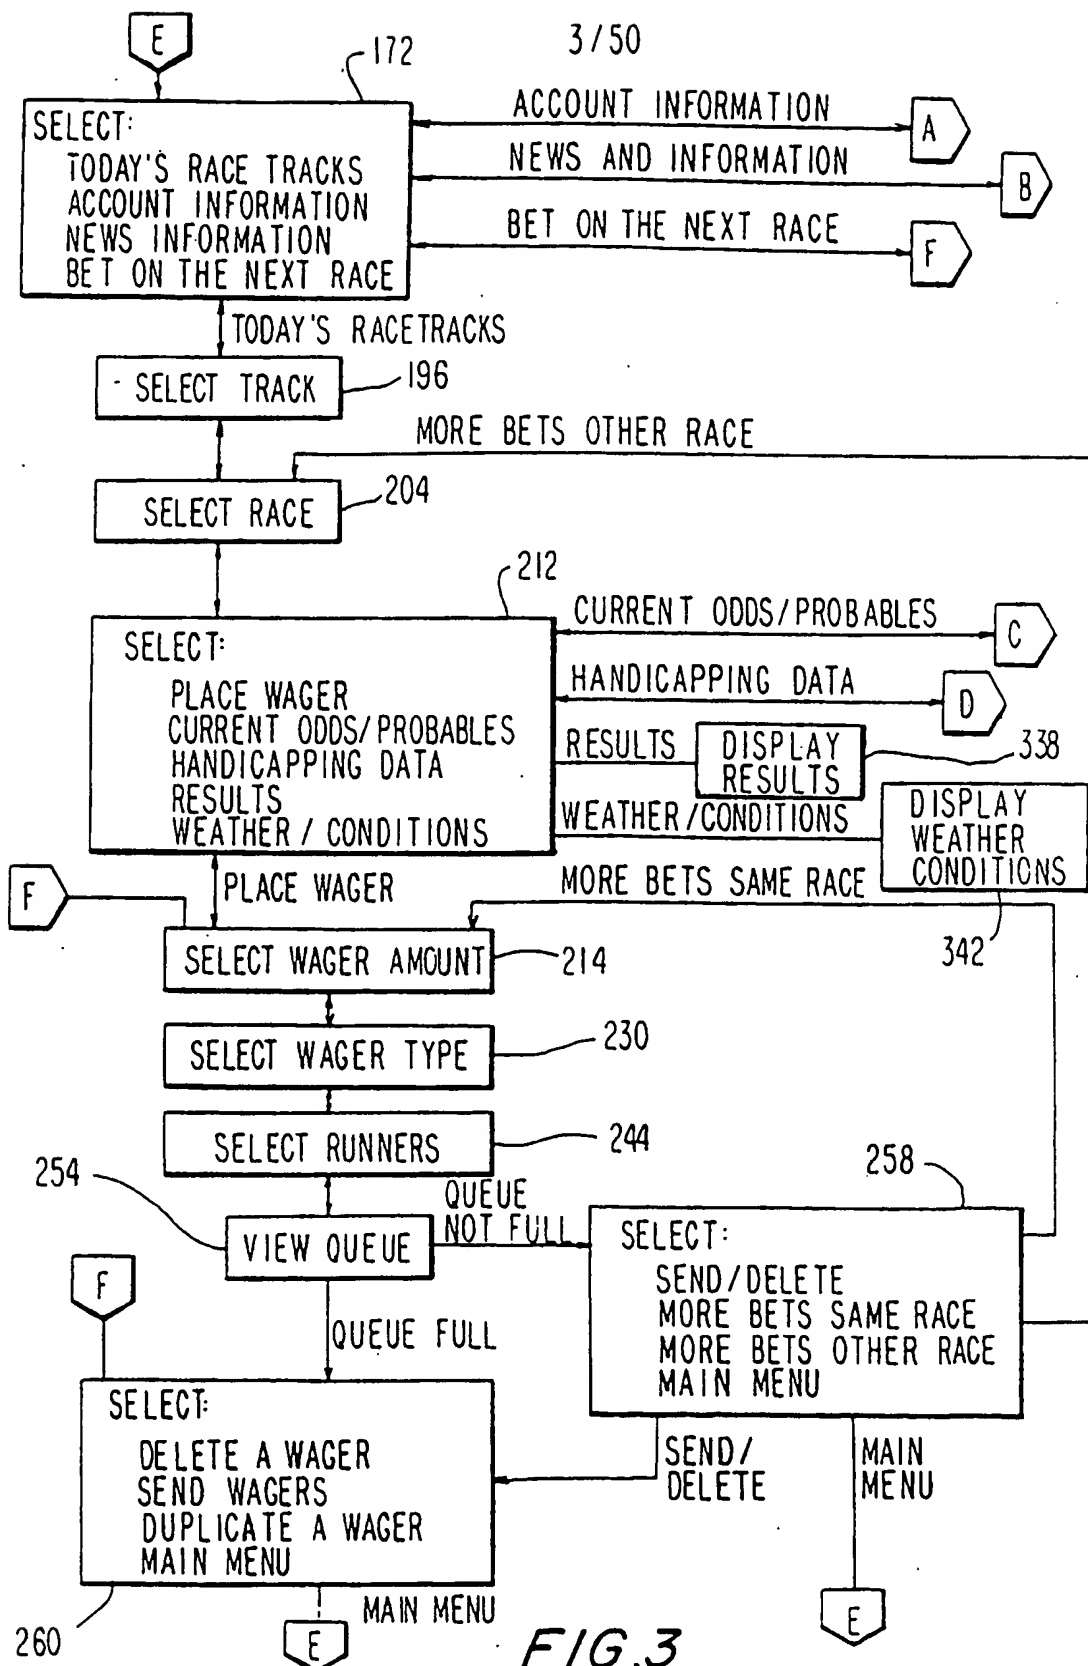 E
3/50
172
SELECT:
TODAY'S RACE TRACKS
ACCOUNT INFORMATION
NEWS INFORMATION
BET ON THE NEXT RACE
ACCOUNT INFORMATION
A
NEWS AND INFORMATION
B
BET ON THE NEXT RACE
F
TODAY'S RACETRACKS
SELECT TRACK
196
MORE BETS OTHER RACE
SELECT RACE
204
212
SELECT:
PLACE WAGER
CURRENT ODDS/PROBABLES
HANDICAPPING DATA
RESULTS
WEATHER/CONDITIONS
CURRENT ODDS/PROBABLES
C
HANDICAPPING DATA
D
RESULTS
DISPLAY
RESULTS
338
WEATHER/CONDITIONS
DISPLAY
WEATHER
CONDITIONS
342
F
PLACE WAGER
MORE BETS SAME RACE
SELECT WAGER AMOUNT
214
SELECT WAGER TYPE
230
SELECT RUNNERS
244
254
VIEW QUEUE
QUEUE
NOT FULL
258
SELECT:
SEND/DELETE
MORE BETS SAME RACE
MORE BETS OTHER RACE
MAIN MENU
F
QUEUE FULL
SELECT:
DELETE A WAGER
SEND WAGERS
DUPLICATE A WAGER
MAIN MENU
SEND/
DELETE
MAIN
MENU
260
MAIN MENU
E
E
FIG.3